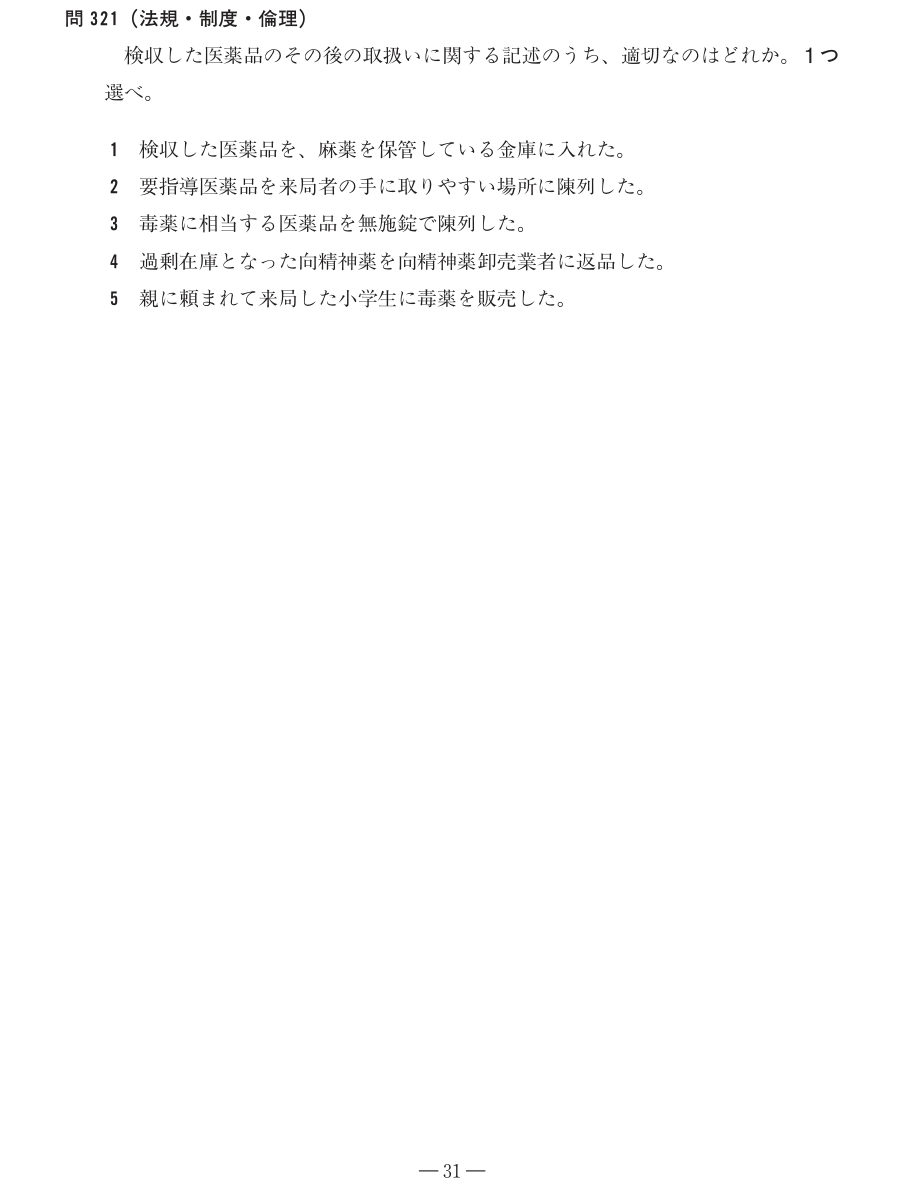 問 321（法規・制度・倫理）
検収した医薬品のその後の取扱いに関する記述のうち、適切なのはどれか。1つ
選べ。
1 検収した医薬品を、麻薬を保管している金庫に入れた。
2 要指導医薬品を来局者の手に取りやすい場所に陳列した。
3 毒薬に相当する医薬品を無施錠で陳列した。
4 過剰在庫となった向精神薬を向精神薬卸売業者に返品した。
5 親に頼まれて来局した小学生に毒薬を販売した。
— 31 —